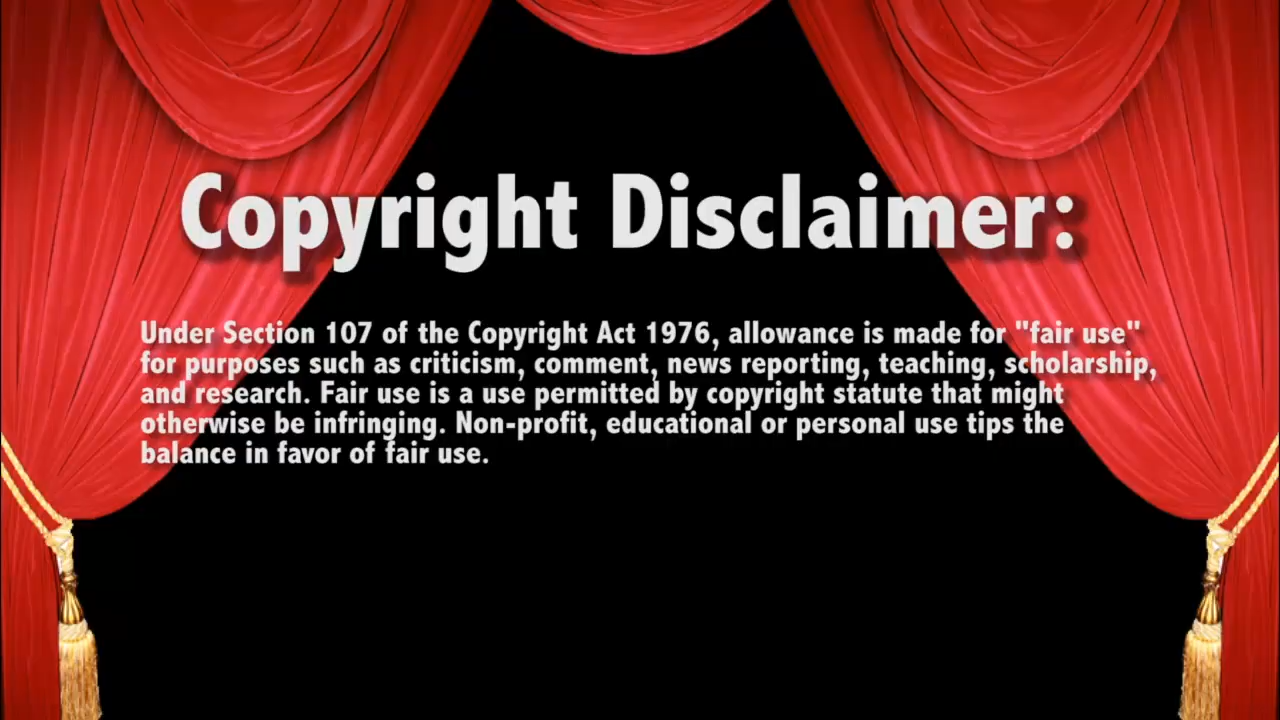 Copyright Disclaimer:
Under Section 107 of the Copyright Act 1976, allowance is made for "fair use"
for purposes such as criticism, comment, news reporting, teaching, scholarship,
and research. Fair use is a use permitted by copyright statute that might
otherwise be infringing. Non-profit, educational or personal use tips the
balance in favor of fair use.